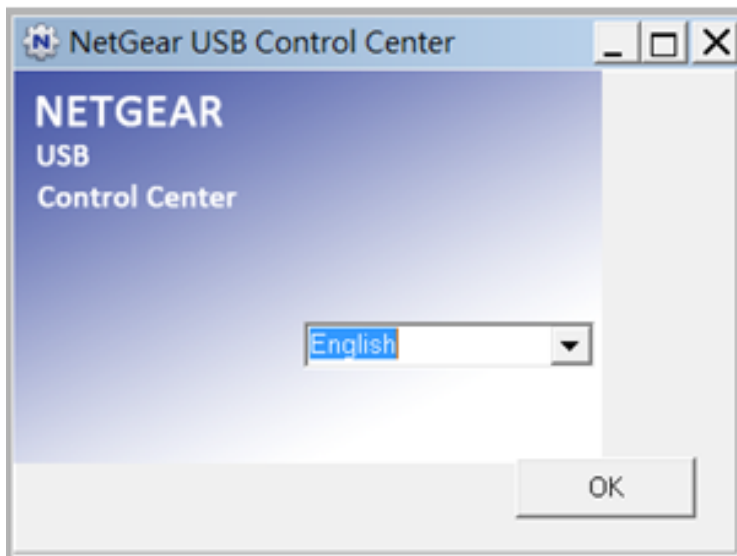 NetGear USB Control Center
NETGEAR
USB
Control Center
English
OK